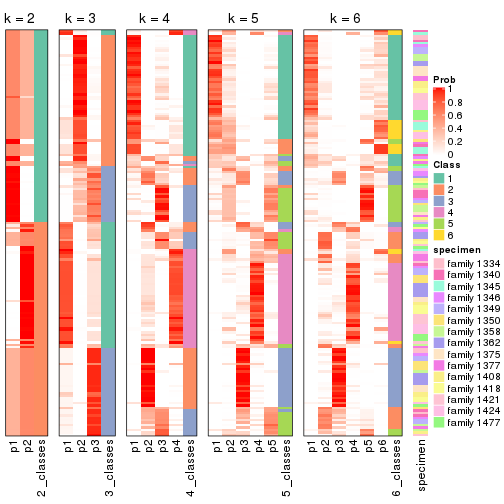 k = 2 k = 3 k = 4 k = 5 k = 6
p1 p2 2_classes
p1 p2 p3 3_classes
p1 p2 p3 p4 4_classes
p1 p2 p3 p4 p5 5_classes
p1 p2 p3 p4 p5 p6 6_classes
specimen
Prob
1
0.8
0.6
0.4
0.2
0
Class
1
2
3
4
5
6
specimen
family 1334
family 1340
family 1345
family 1346
family 1349
family 1350
family 1358
family 1362
family 1375
family 1377
family 1408
family 1418
family 1421
family 1424
family 1477